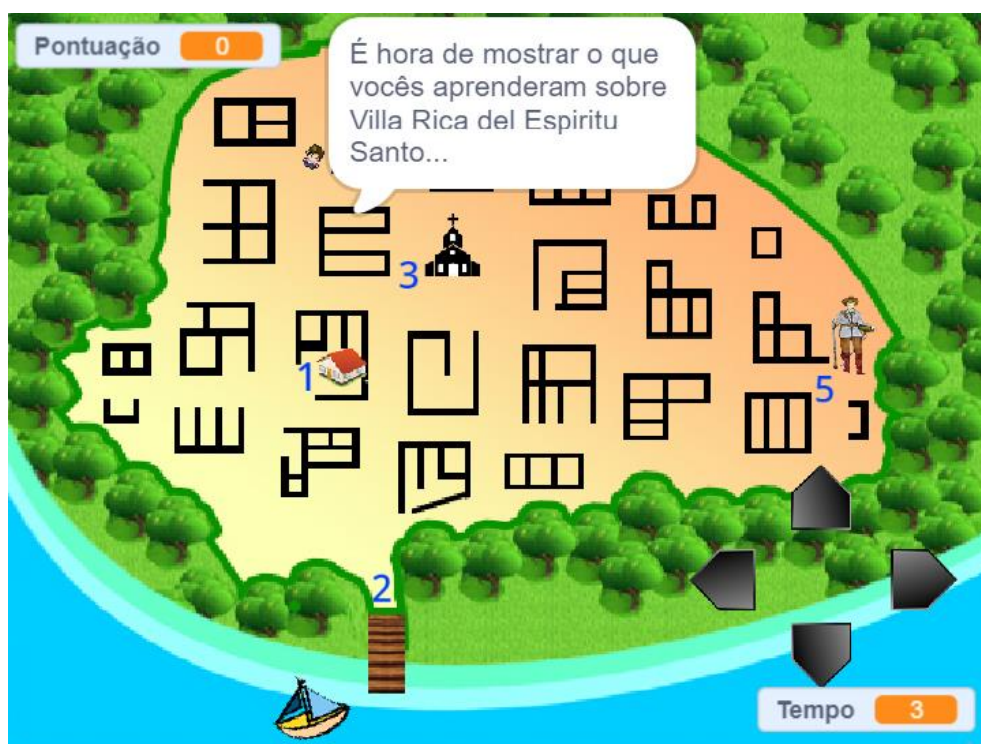 Pontuação 0
É hora de mostrar o que
vocês aprenderam sobre
Villa Rica del Espiritu
Santo...
3
1
5
2
Tempo 3